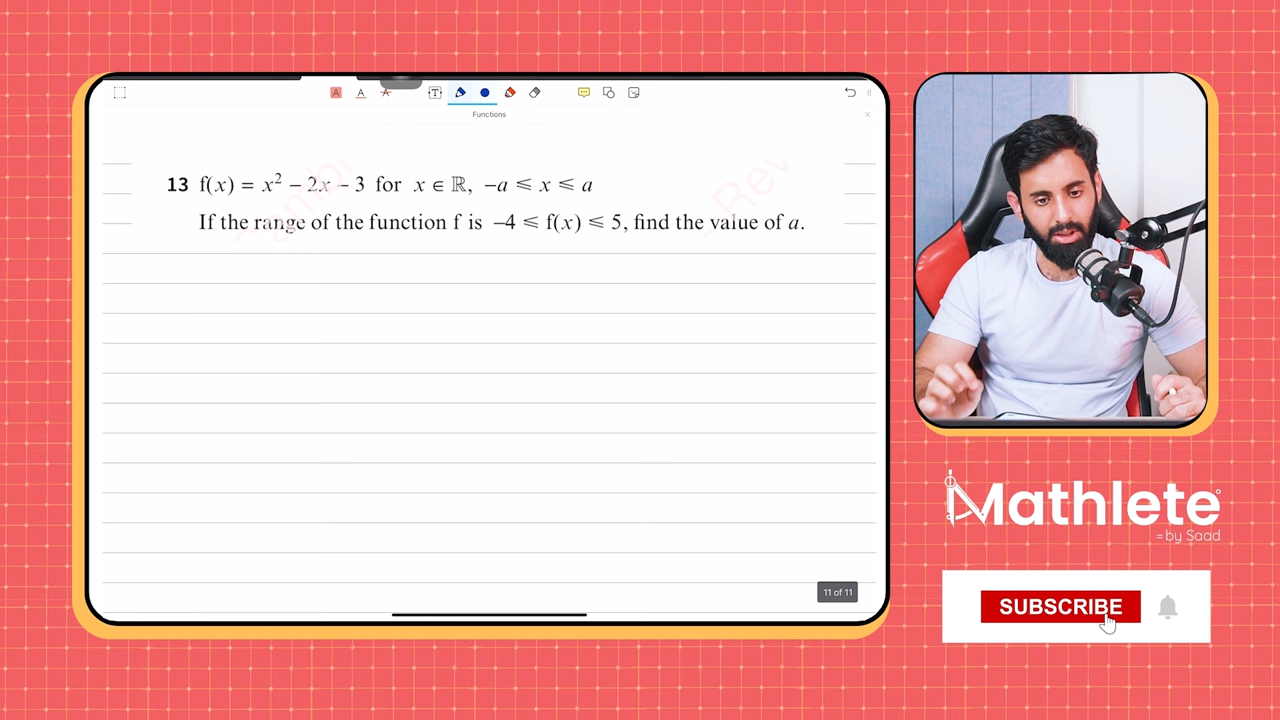 Functions
13 f(x) = x² − 2x − 3 for x ∈ ℝ, −a ⩽ x ⩽ a
If the range of the function f is −4 ⩽ f(x) ⩽ 5, find the value of a.
11 of 11
Mathlete
= by Saad
SUBSCRIBE